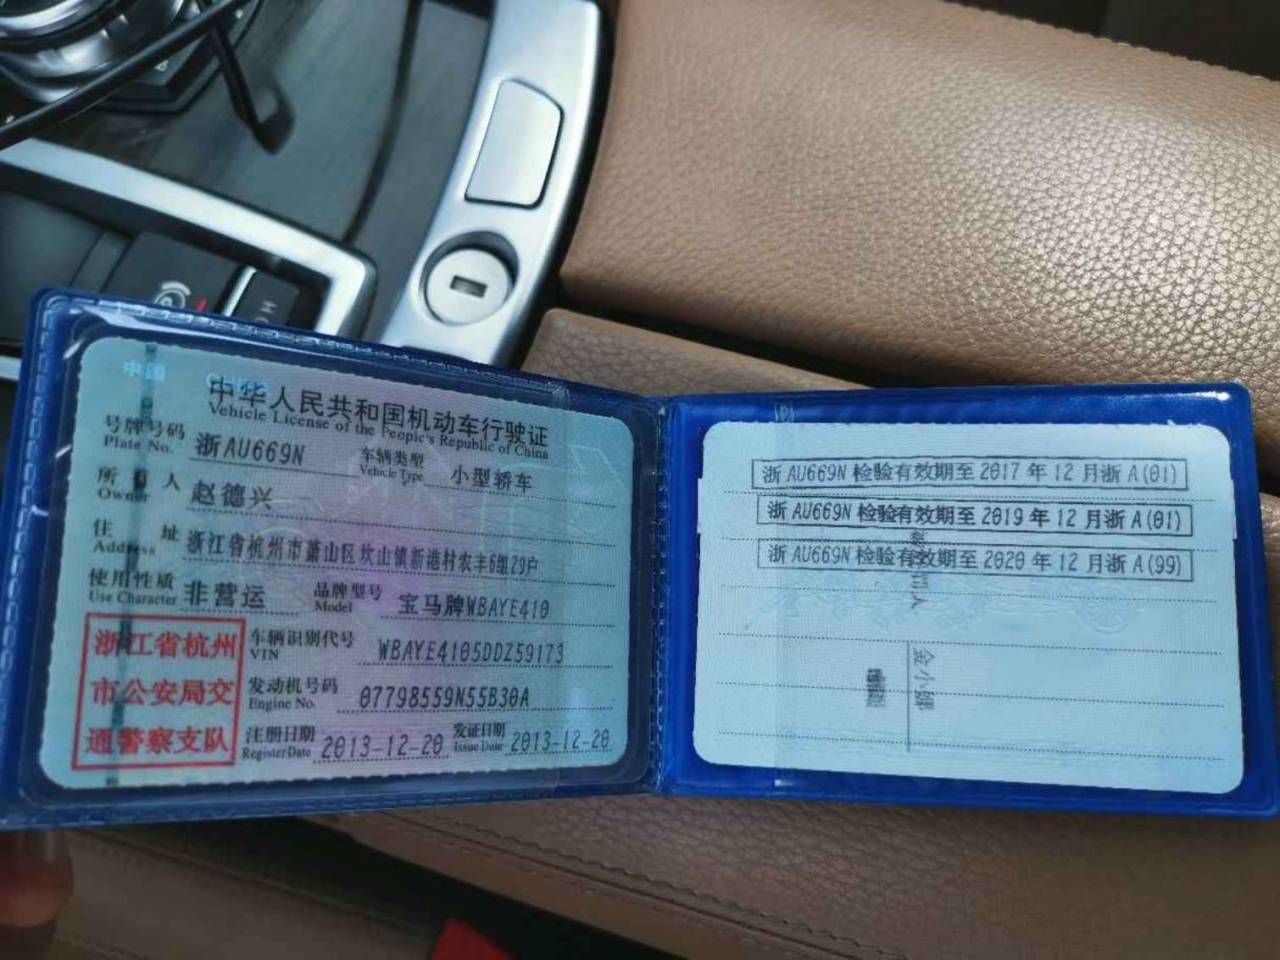 中国 CHINA
中华人民共和国机动车行驶证
Vehicle License of the People's Republic of China
号牌号码 浙AU669N 车辆类型 小型轿车
Plate No. Vehicle Type
所有人 赵德兴
Owner
住址 浙江省杭州市萧山区坎山镇新港村农丰6组29户
Address
使用性质 非营运 品牌型号 宝马牌WBAYE410
Use Character Model
浙江省杭州
市公安局交
通警察支队
车辆识别代号 WBAYE4105DDZ59173
VIN
发动机号码 07798559N55B30A
Engine No.
注册日期 2013-12-20 发证日期 2013-12-20
Register Date Issue Date
浙AU669N 检验有效期至2017年12月浙A(01)
浙AU669N 检验有效期至2019年12月浙A(01)
浙AU669N 检验有效期至2020年12月浙A(99)
人